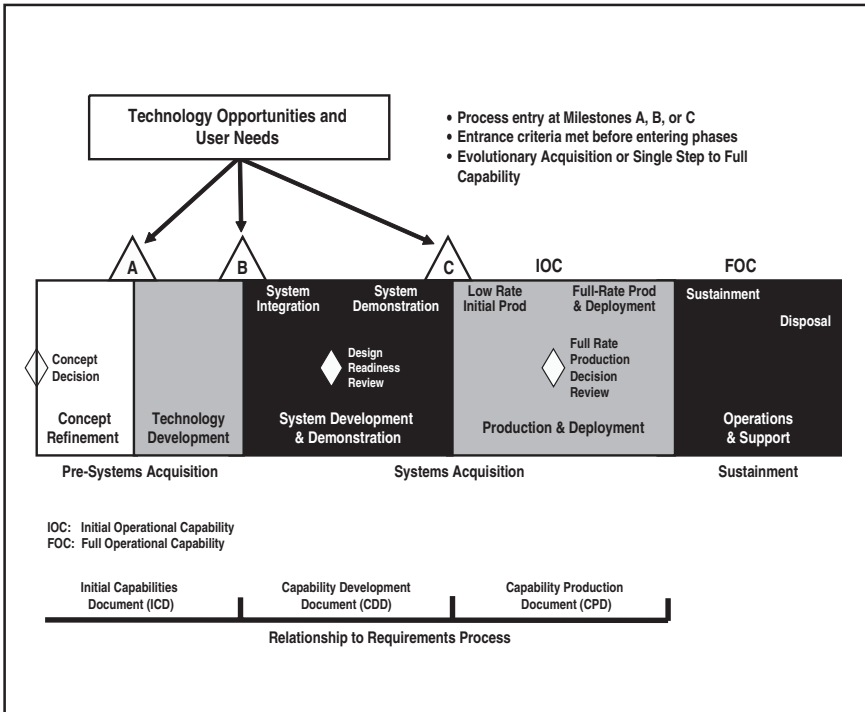 Technology Opportunities and
User Needs
• Process entry at Milestones A, B, or C
• Entrance criteria met before entering phases
• Evolutionary Acquisition or Single Step to Full
Capability
A
B
C
IOC
FOC
System
Integration
System
Demonstration
Low Rate
Initial Prod
Full-Rate Prod
& Deployment
Sustainment
Disposal
Concept
Decision
Design
Readiness
Review
Full Rate
Production
Decision
Review
Concept
Refinement
Technology
Development
System Development
& Demonstration
Production & Deployment
Operations
& Support
Pre-Systems Acquisition
Systems Acquisition
Sustainment
IOC: Initial Operational Capability
FOC: Full Operational Capability
Initial Capabilities
Document (ICD)
Capability Development
Document (CDD)
Capability Production
Document (CPD)
Relationship to Requirements Process